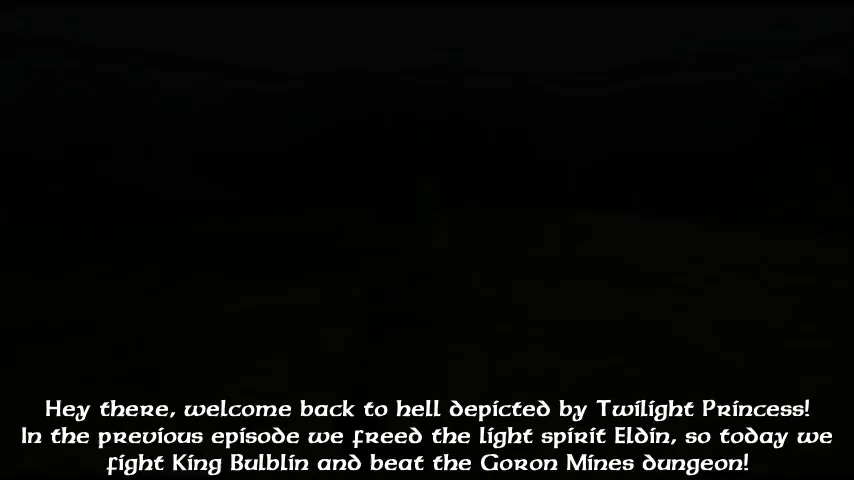 Hey there, welcome back to hell depicted by Twilight Princess!
In the previous episode we freed the light spirit Eldin, so today we
fight King Bulblin and beat the Goron Mines dungeon!